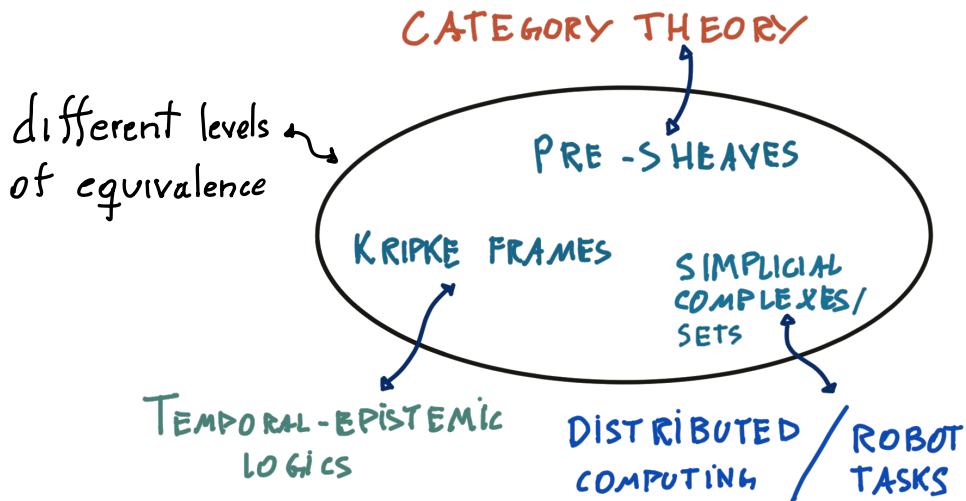 CATEGORY THEORY
different levels
of equivalence
PRE-SHEAVES
KRIPKE FRAMES
SIMPLICIAL
COMPLEXES/
SETS
TEMPORAL-EPISTEMIC
LOGICS
DISTRIBUTED
COMPUTING
/
ROBOT
TASKS